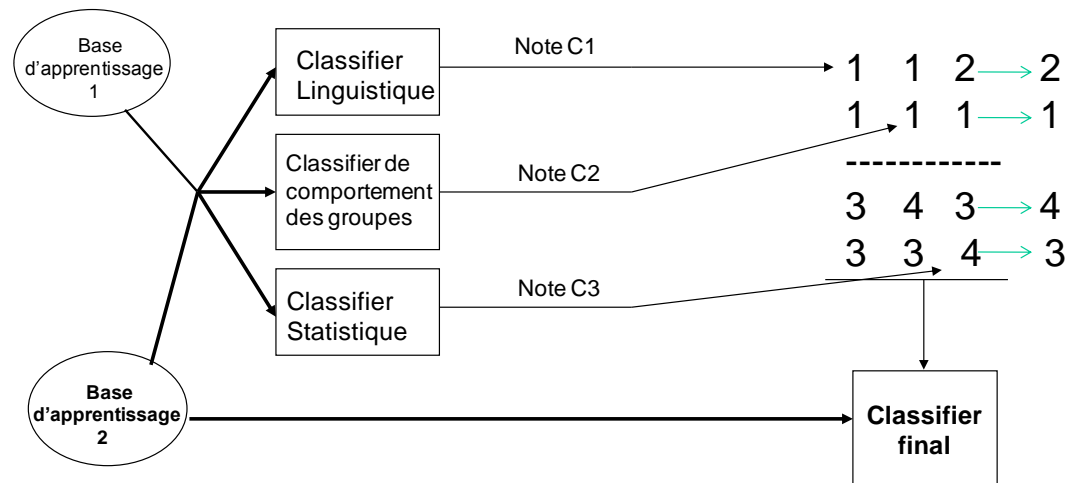 Base
d'apprentissage
1
Classifier
Linguistique
Note C1
1 1 2 2
1 1 1 1
Classifier de
comportement
des groupes
Note C2
------------
3 4 3 4
3 3 4 3
Classifier
Statistique
Note C3
Base
d'apprentissage
2
Classifier
final